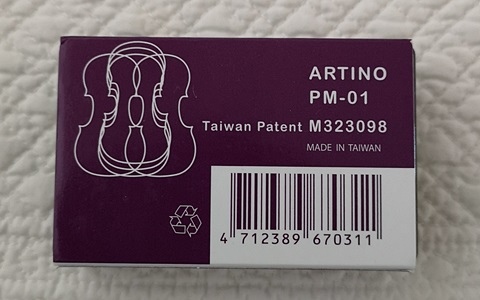 ARTINO
PM-01
Taiwan Patent M323098
MADE IN TAIWAN
4 712389 670311